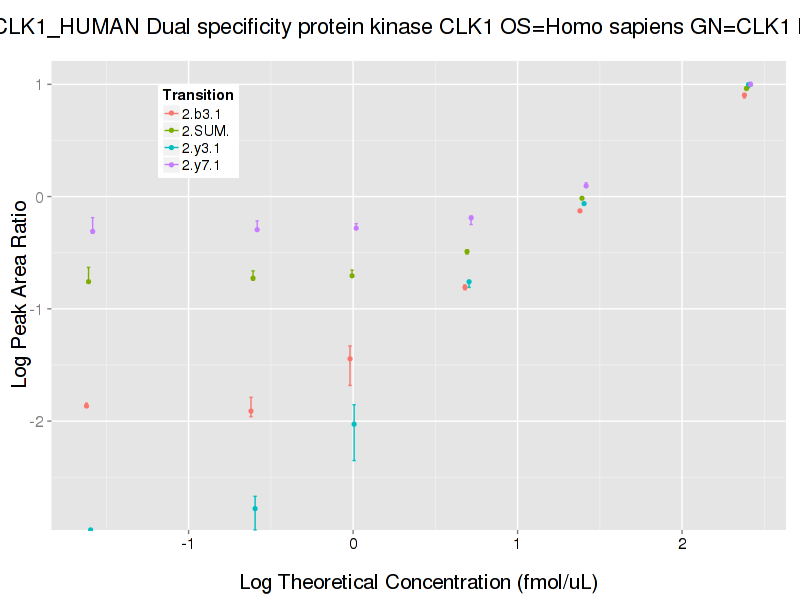 CLK1_HUMAN Dual specificity protein kinase CLK1 OS=Homo sapiens GN=CLK1
Transition
2.b3.1
2.SUM.
2.y3.1
2.y7.1
1
0
-1
-2
Log Peak Area Ratio
-1
0
1
2
Log Theoretical Concentration (fmol/uL)